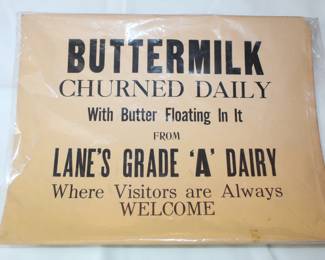 BUTTERMILK
CHURNED DAILY
With Butter Floating In It
FROM
LANE'S GRADE 'A' DAIRY
Where Visitors are Always
WELCOME